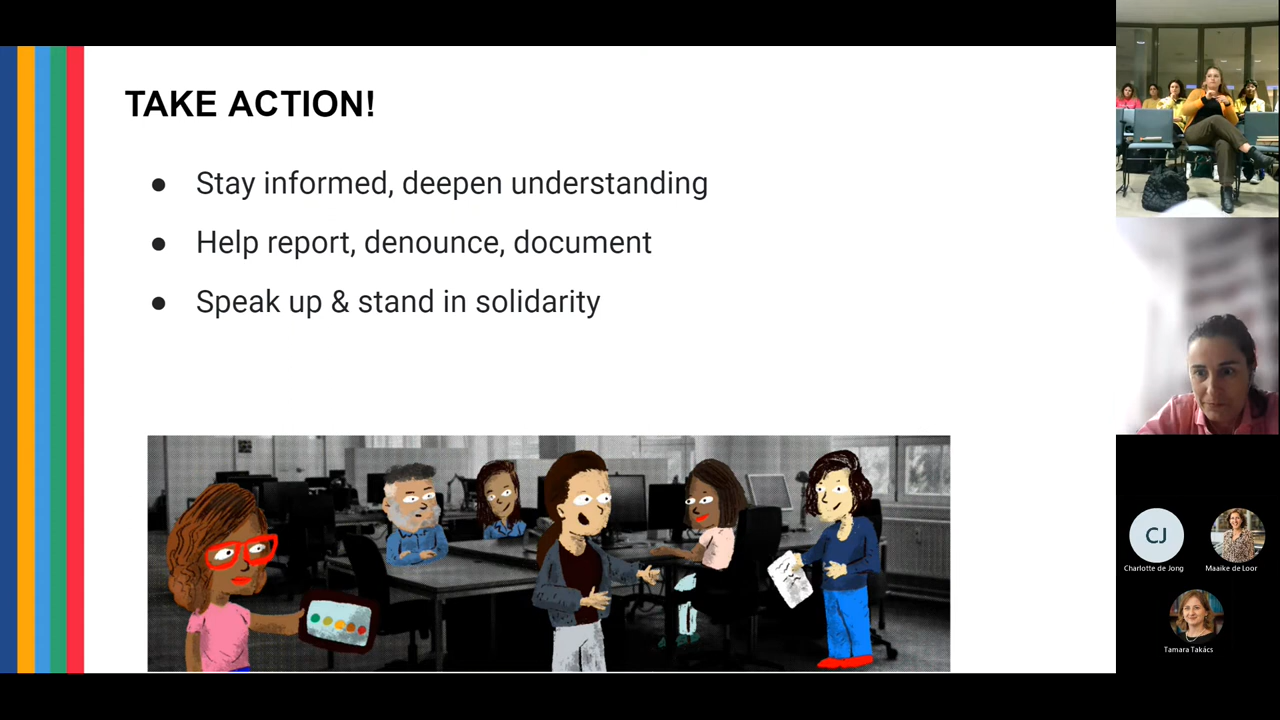 TAKE ACTION!
● Stay informed, deepen understanding
● Help report, denounce, document
● Speak up & stand in solidarity
CJ
Charlotte de Jong
Maaike de Loor
Tamara Takács